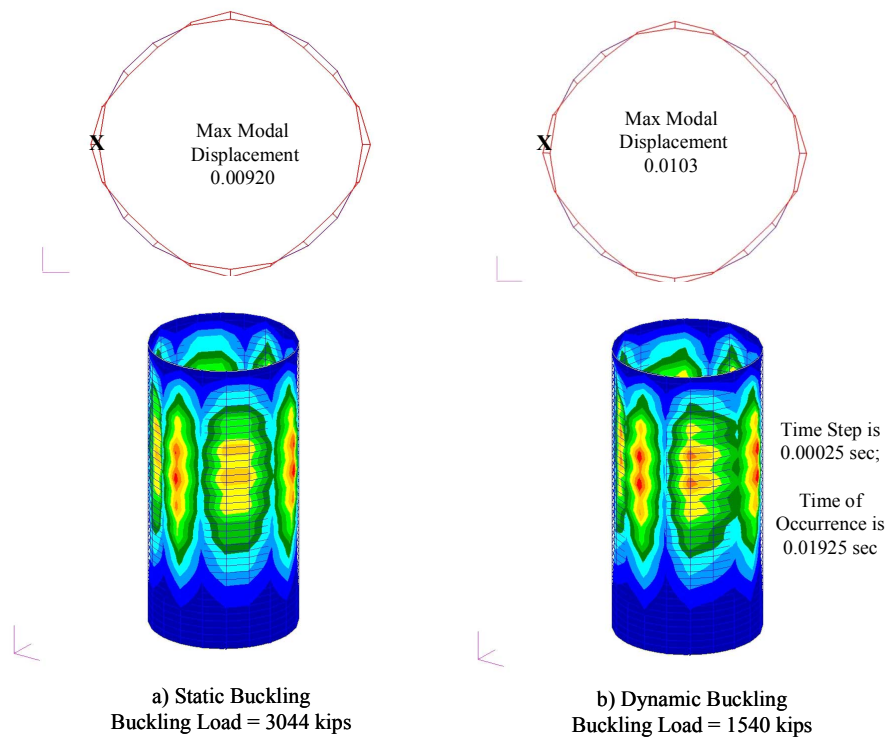 X
Max Modal
Displacement
0.00920
X
Max Modal
Displacement
0.0103
Time Step is
0.00025 sec;
Time of
Occurrence is
0.01925 sec
a) Static Buckling
Buckling Load = 3044 kips
b) Dynamic Buckling
Buckling Load = 1540 kips